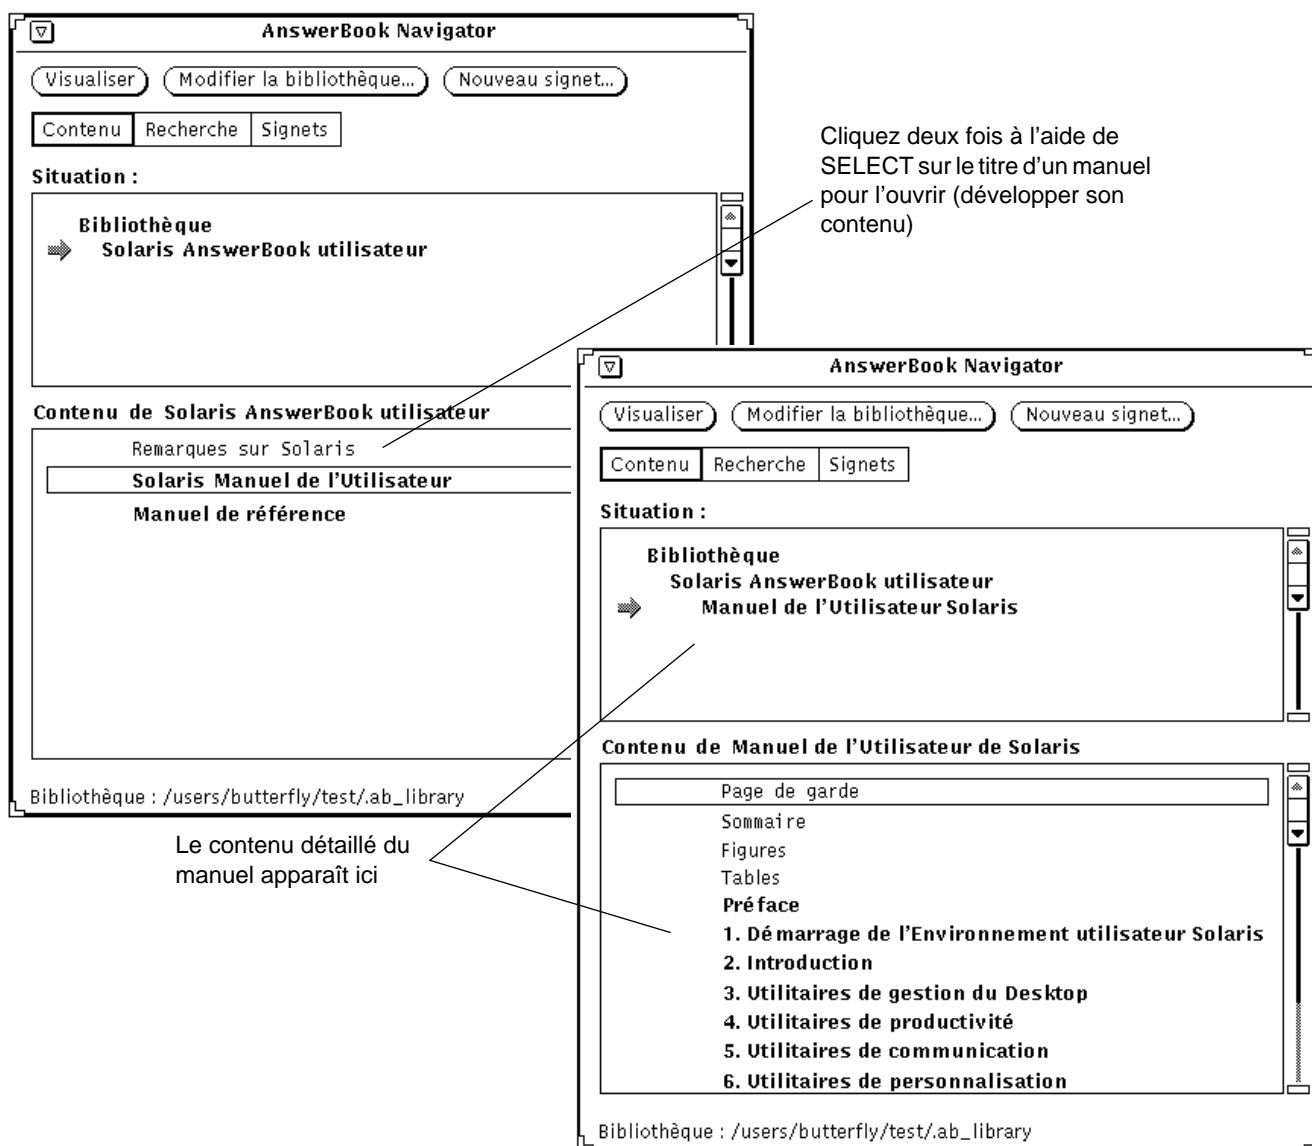 AnswerBook Navigator
Visualiser Modifier la bibliothèque... Nouveau signet...
Contenu Recherche Signets
Situation :
Bibliothèque
Solaris AnswerBook utilisateur
Contenu de Solaris AnswerBook utilisateur
Remarques sur Solaris
Solaris Manuel de l'Utilisateur
Manuel de référence
Bibliothèque : /users/butterfly/test/.ab_library
Cliquez deux fois à l'aide de
SELECT sur le titre d'un manuel
pour l'ouvrir (développer son
contenu)
Le contenu détaillé du
manuel apparaît ici
AnswerBook Navigator
Visualiser Modifier la bibliothèque... Nouveau signet...
Contenu Recherche Signets
Situation :
Bibliothèque
Solaris AnswerBook utilisateur
Manuel de l'Utilisateur Solaris
Contenu de Manuel de l'Utilisateur de Solaris
Page de garde
Sommaire
Figures
Tables
Préface
1. Démarrage de l'Environnement utilisateur Solaris
2. Introduction
3. Utilitaires de gestion du Desktop
4. Utilitaires de productivité
5. Utilitaires de communication
6. Utilitaires de personnalisation
Bibliothèque : /users/butterfly/test/.ab_library